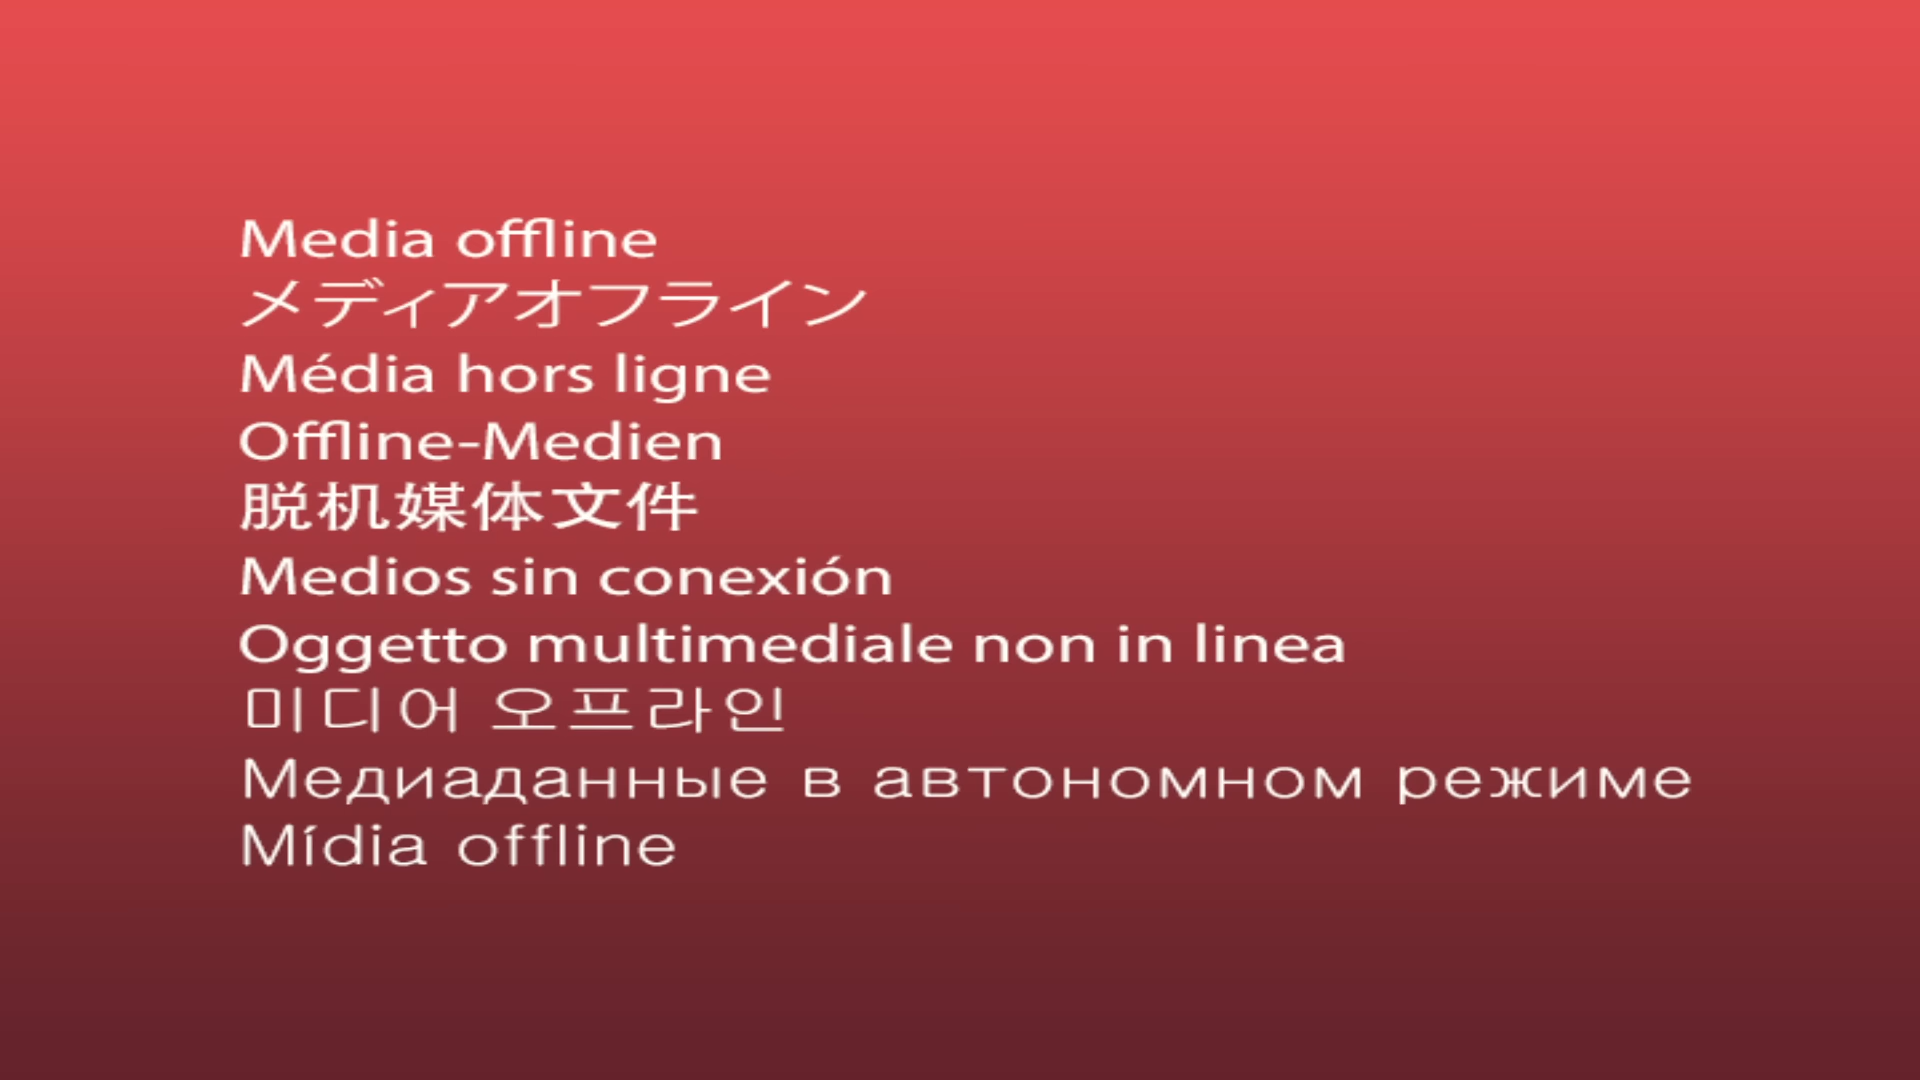 Media offline
メディアオフライン
Média hors ligne
Offline-Medien
脱机媒体文件
Medios sin conexión
Oggetto multimediale non in linea
미디어 오프라인
Медиаданные в автономном режиме
Mídia offline